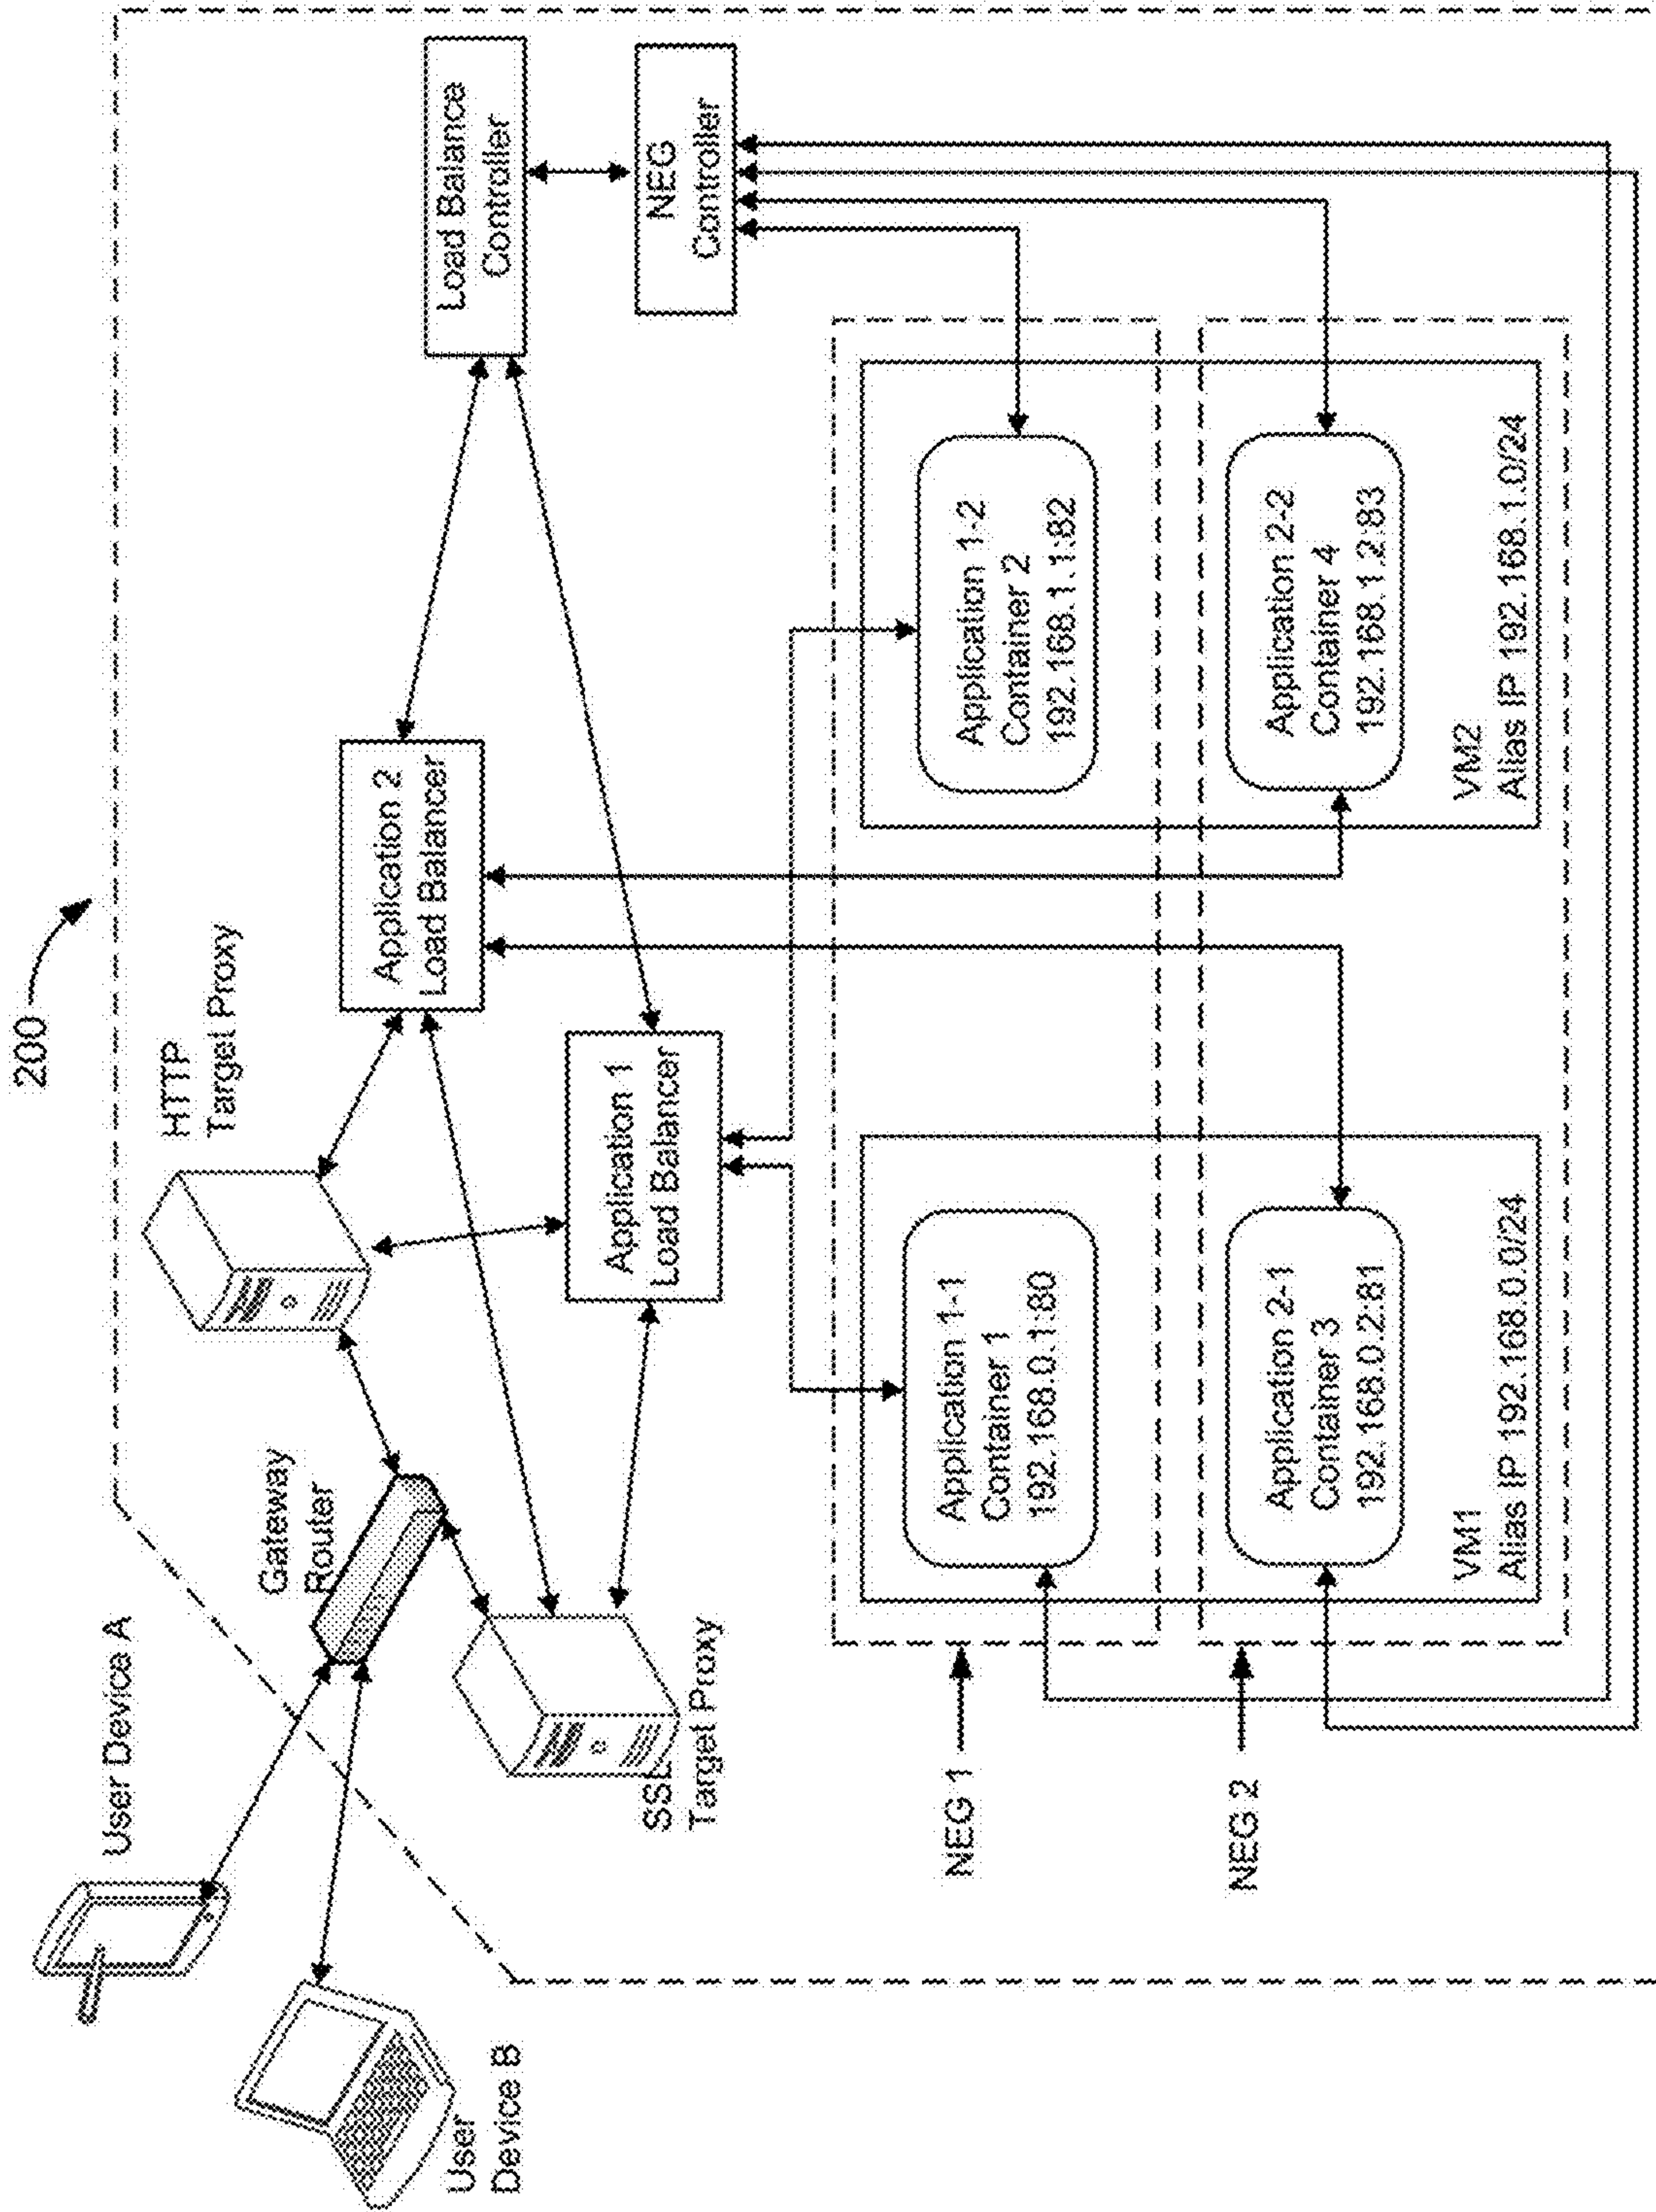 200
User Device A
User
Device B
Gateway
Router
HTTP
Target Proxy
SSL
Target Proxy
Application 2
Load Balancer
Application 1
Load Balancer
Load Balance
Controller
NEG
Controller
NEG 1
NEG 2
Application 1-1
Container 1
192.168.0.1:80
Application 2-1
Container 3
192.168.0.2:81
VM1
Alias IP 192.168.0.0/24
Application 1-2
Container 2
192.168.1.1:82
Application 2-2
Container 4
192.168.1.2:83
VM2
Alias IP 192.168.1.0/24